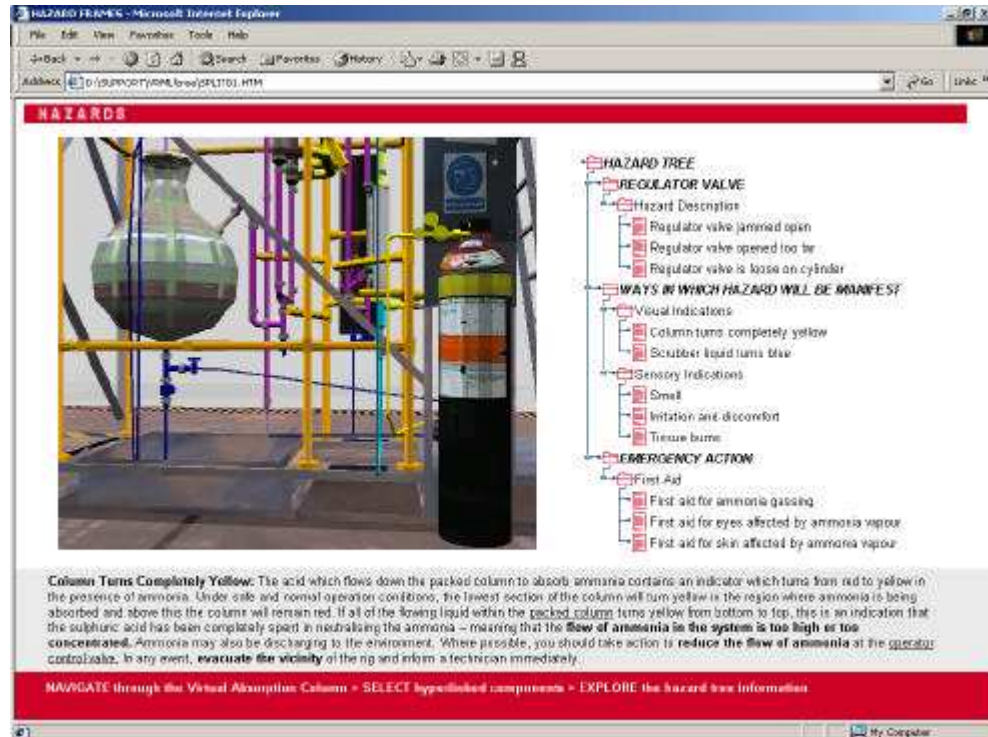 HAZARD FRAMES - Microsoft Internet Explorer
File Edit View Favorites Tools Help
Back Search Favorites History
Address Go Links
HAZARDS
HAZARD TREE
REGULATOR VALVE
Hazard Description
Regulator valve jammed open
Regulator valve opened too far
Regulator valve is loose on cylinder
WAYS IN WHICH HAZARD WILL BE MANIFEST
Visual Indications
Column turns completely yellow
Scrubber liquid turns blue
Sensory Indications
Smell
Irritation and discomfort
Tissue burns
EMERGENCY ACTION
First Aid
First aid for ammonia gassing
First aid for eyes affected by ammonia vapour
First aid for skin affected by ammonia vapour
Column Turns Completely Yellow: The acid which flows down the packed column to absorb ammonia contains an indicator which turns from red to yellow in
the presence of ammonia. Under safe and normal operation conditions, the lowest section of the column will turn yellow in the region where ammonia is being
absorbed and above this the column will remain red. If all of the flowing liquid within the packed column turns yellow from bottom to top, this is an indication that
the sulphuric acid has been completely spent in neutralising the ammonia – meaning that the flow of ammonia in the system is too high or too
concentrated. Ammonia may also be discharging to the environment. Where possible, you should take action to reduce the flow of ammonia at the operator
control valve. In any event, evacuate the vicinity of the rig and inform a technician immediately.
NAVIGATE through the Virtual Absorption Column - SELECT hyperlinked components - EXPLORE the hazard tree information
My Computer